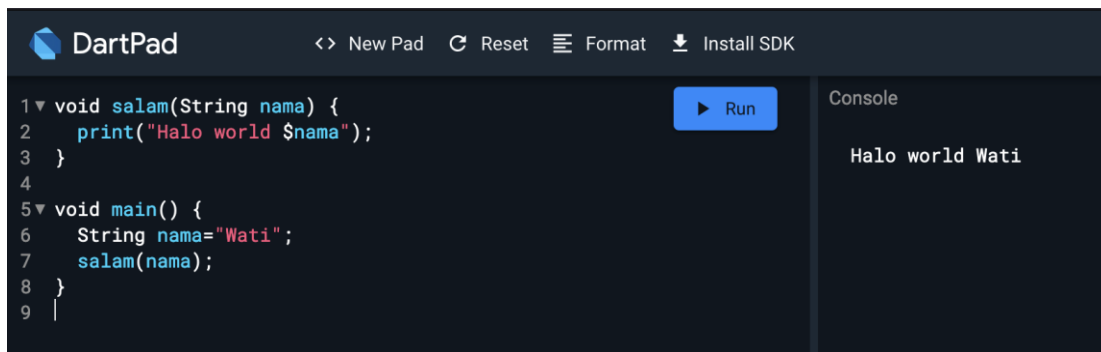 DartPad
<> New Pad Reset Format Install SDK
1 void salam(String nama) {
2   print("Halo world $nama");
3 }
4
5 void main() {
6   String nama="Wati";
7   salam(nama);
8 }
9
Run
Console
Halo world Wati